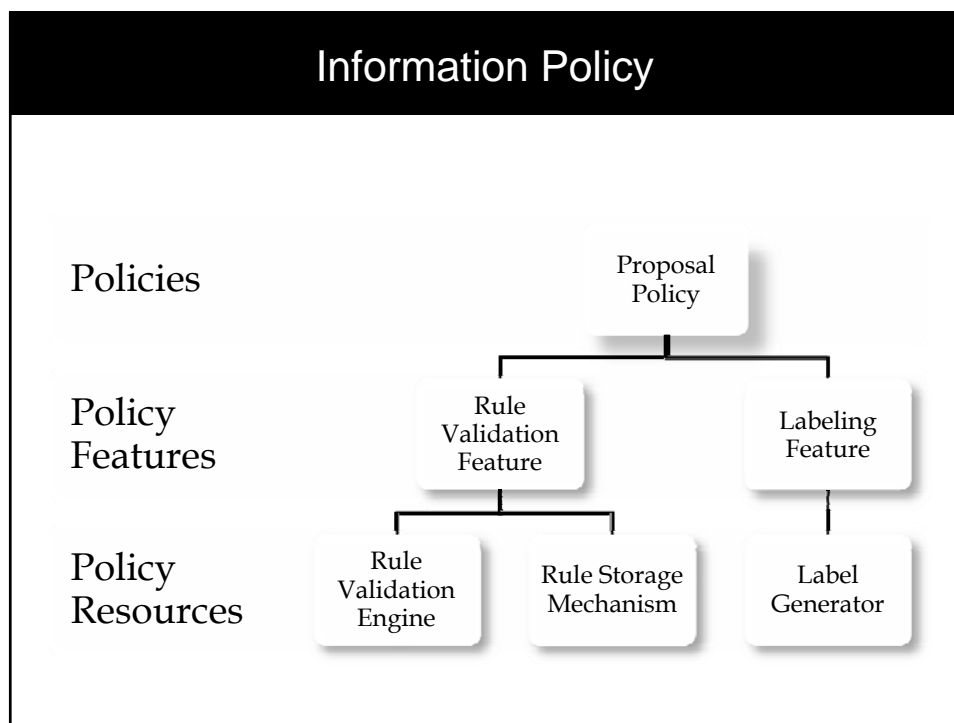 Information Policy
Policies
Proposal
Policy
Policy
Features
Rule
Validation
Feature
Labeling
Feature
Policy
Resources
Rule
Validation
Engine
Rule Storage
Mechanism
Label
Generator